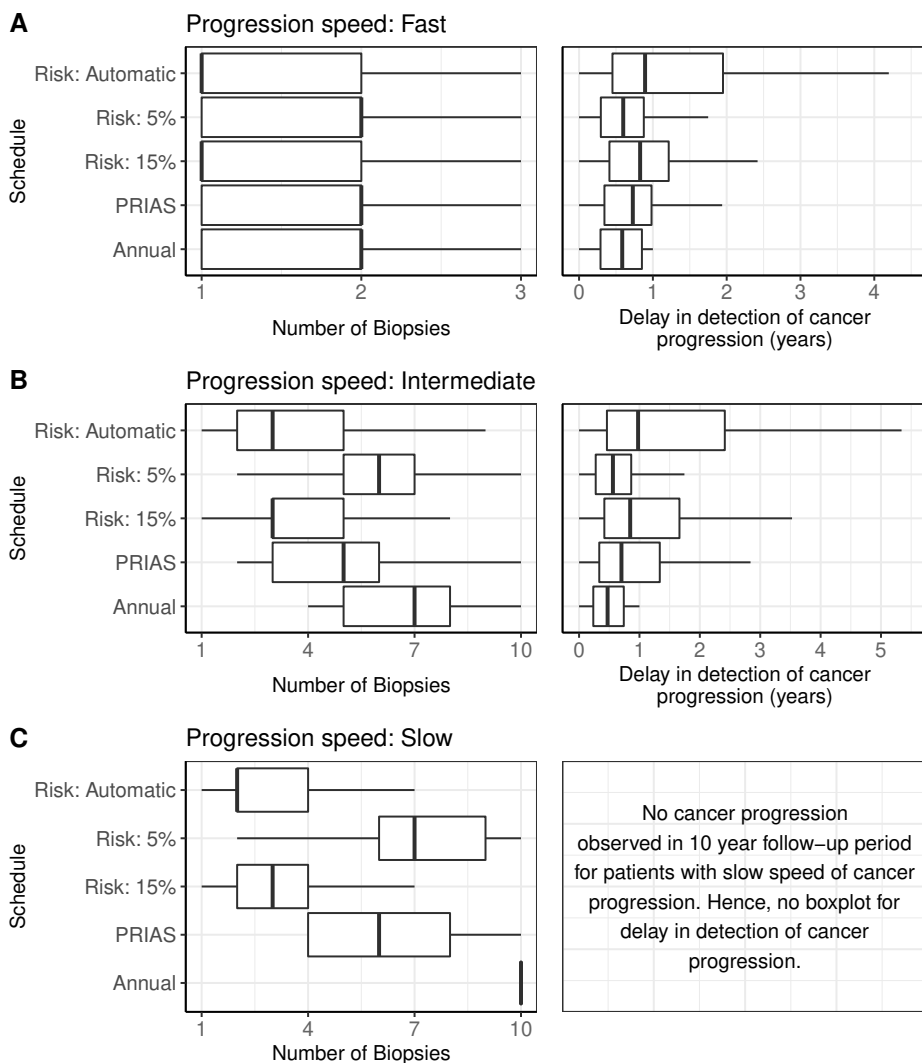 A
Progression speed: Fast
Schedule
Risk: Automatic
Risk: 5%
Risk: 15%
PRIAS
Annual
1 2 3
Number of Biopsies
0 1 2 3 4
Delay in detection of cancer
progression (years)
B
Progression speed: Intermediate
Schedule
Risk: Automatic
Risk: 5%
Risk: 15%
PRIAS
Annual
1 4 7 10
Number of Biopsies
0 1 2 3 4 5
Delay in detection of cancer
progression (years)
C
Progression speed: Slow
Schedule
Risk: Automatic
Risk: 5%
Risk: 15%
PRIAS
Annual
1 4 7 10
Number of Biopsies
No cancer progression
observed in 10 year follow−up period
for patients with slow speed of cancer
progression. Hence, no boxplot for
delay in detection of cancer
progression.